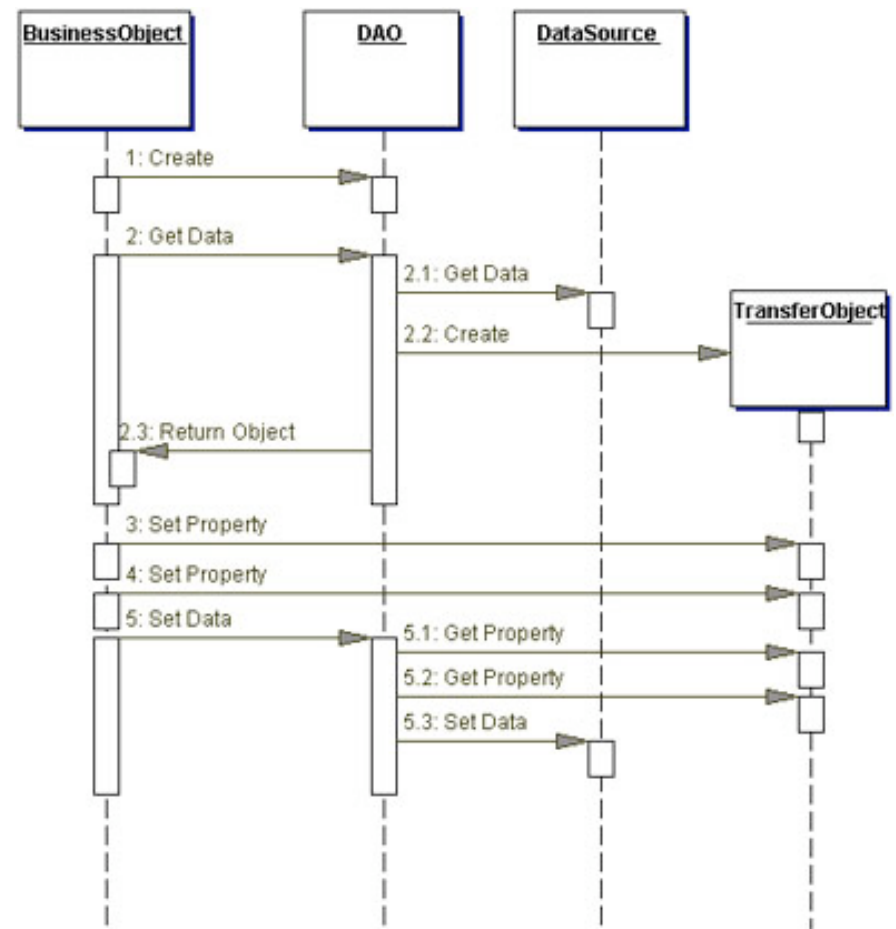 BusinessObject
DAO
DataSource
1: Create
2: Get Data
2.1: Get Data
TransferObject
2.2: Create
2.3: Return Object
3: Set Property
4: Set Property
5: Set Data
5.1: Get Property
5.2: Get Property
5.3: Set Data